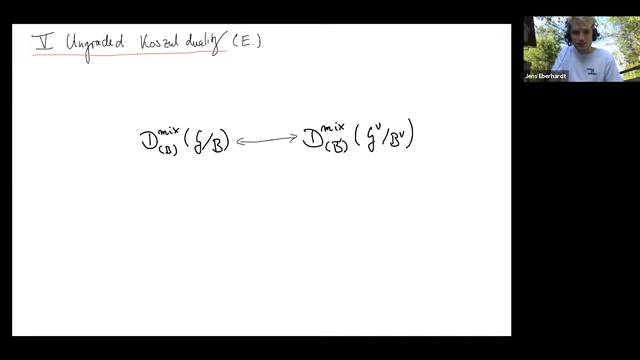 V Ungraded Koszul duality (E.)
D^mix_(B) (G/B) ⟷ D^mix_(B^∨) (G^∨/B^∨)
Jens Eberhardt